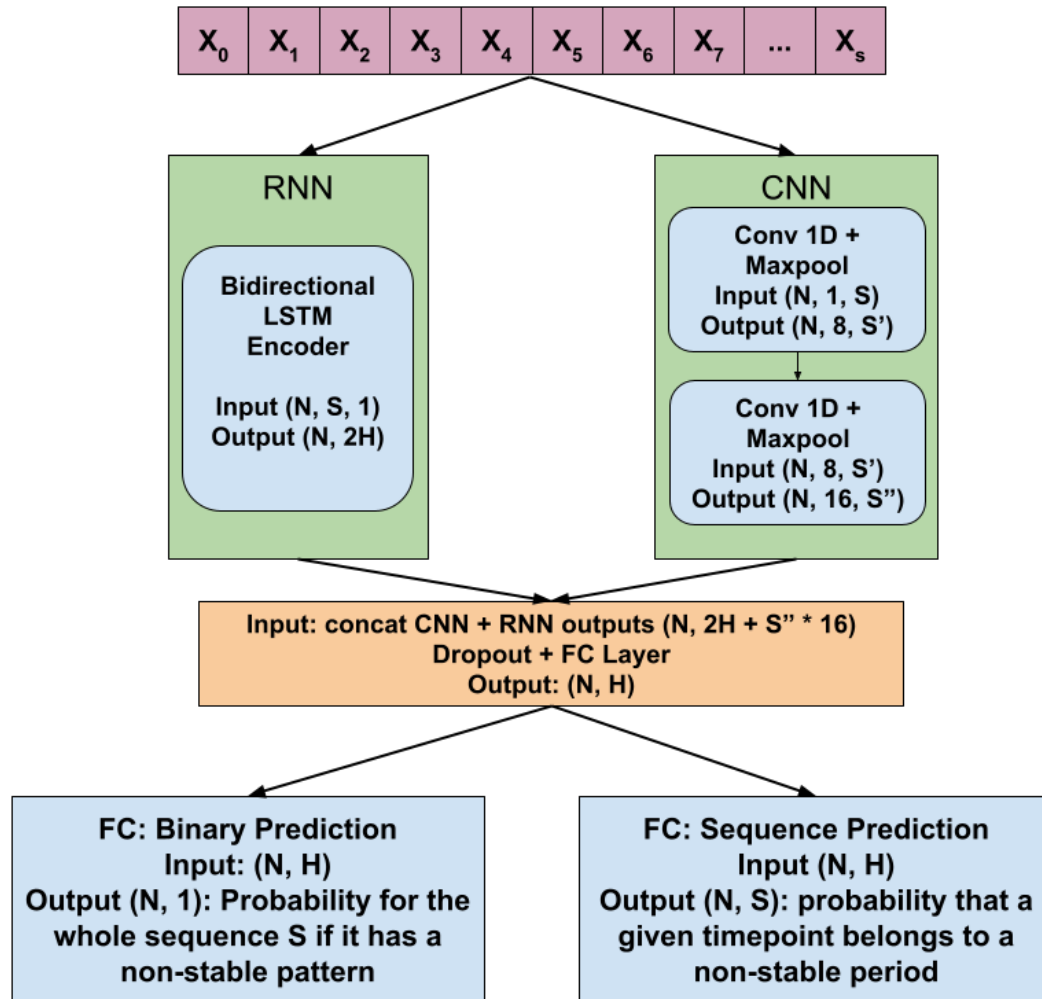 X0 X1 X2 X3 X4 X5 X6 X7 ... Xs
RNN
Bidirectional
LSTM
Encoder
Input (N, S, 1)
Output (N, 2H)
CNN
Conv 1D +
Maxpool
Input (N, 1, S)
Output (N, 8, S’)
Conv 1D +
Maxpool
Input (N, 8, S’)
Output (N, 16, S”)
Input: concat CNN + RNN outputs (N, 2H + S” * 16)
Dropout + FC Layer
Output: (N, H)
FC: Binary Prediction
Input: (N, H)
Output (N, 1): Probability for the
whole sequence S if it has a
non-stable pattern
FC: Sequence Prediction
Input (N, H)
Output (N, S): probability that a
given timepoint belongs to a
non-stable period